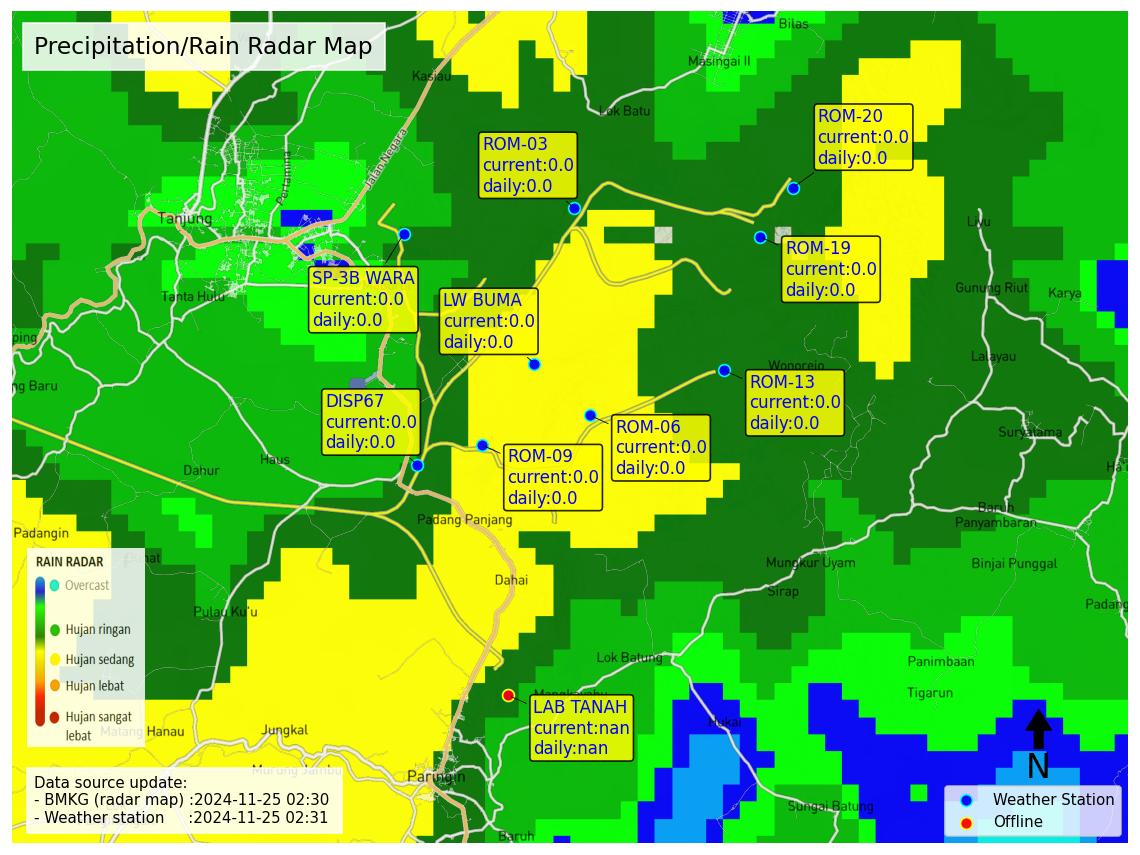 Precipitation/Rain Radar Map
Bilas
Masingai II
Kasiau
Lok Batu
Jalan Negara
Pertamina
ROM-20
current:0.0
daily:0.0
ROM-03
current:0.0
daily:0.0
Tanjung
Liyu
ROM-19
current:0.0
daily:0.0
SP-3B WARA
current:0.0
daily:0.0
Tanta Hulu
LW BUMA
current:0.0
daily:0.0
Gunung Riut
Karya
ping
Lalayau
Wonorejo
ng Baru
ROM-13
current:0.0
daily:0.0
DISP67
current:0.0
daily:0.0
ROM-06
current:0.0
daily:0.0
Suryatama
Haus
Dahur
ROM-09
current:0.0
daily:0.0
Ha
Baruh
Panyambaran
Padangin
Padang Panjang
Mungkur Uyam
Binjai Punggal
Dahai
Sirap
Padang
Pulau Ku'u
RAIN RADAR
Overcast
Hujan ringan
Hujan sedang
Hujan lebat
Hujan sangat
lebat
Lok Batung
Panimbaan
Tigarun
LAB TANAH
current:nan
daily:nan
Hukai
Matang Hanau
Jungkal
Murung Jambu
Paringin
N
Data source update:
- BMKG (radar map) :2024-11-25 02:30
- Weather station :2024-11-25 02:31
Sungai Batung
Baruh
Weather Station
Offline